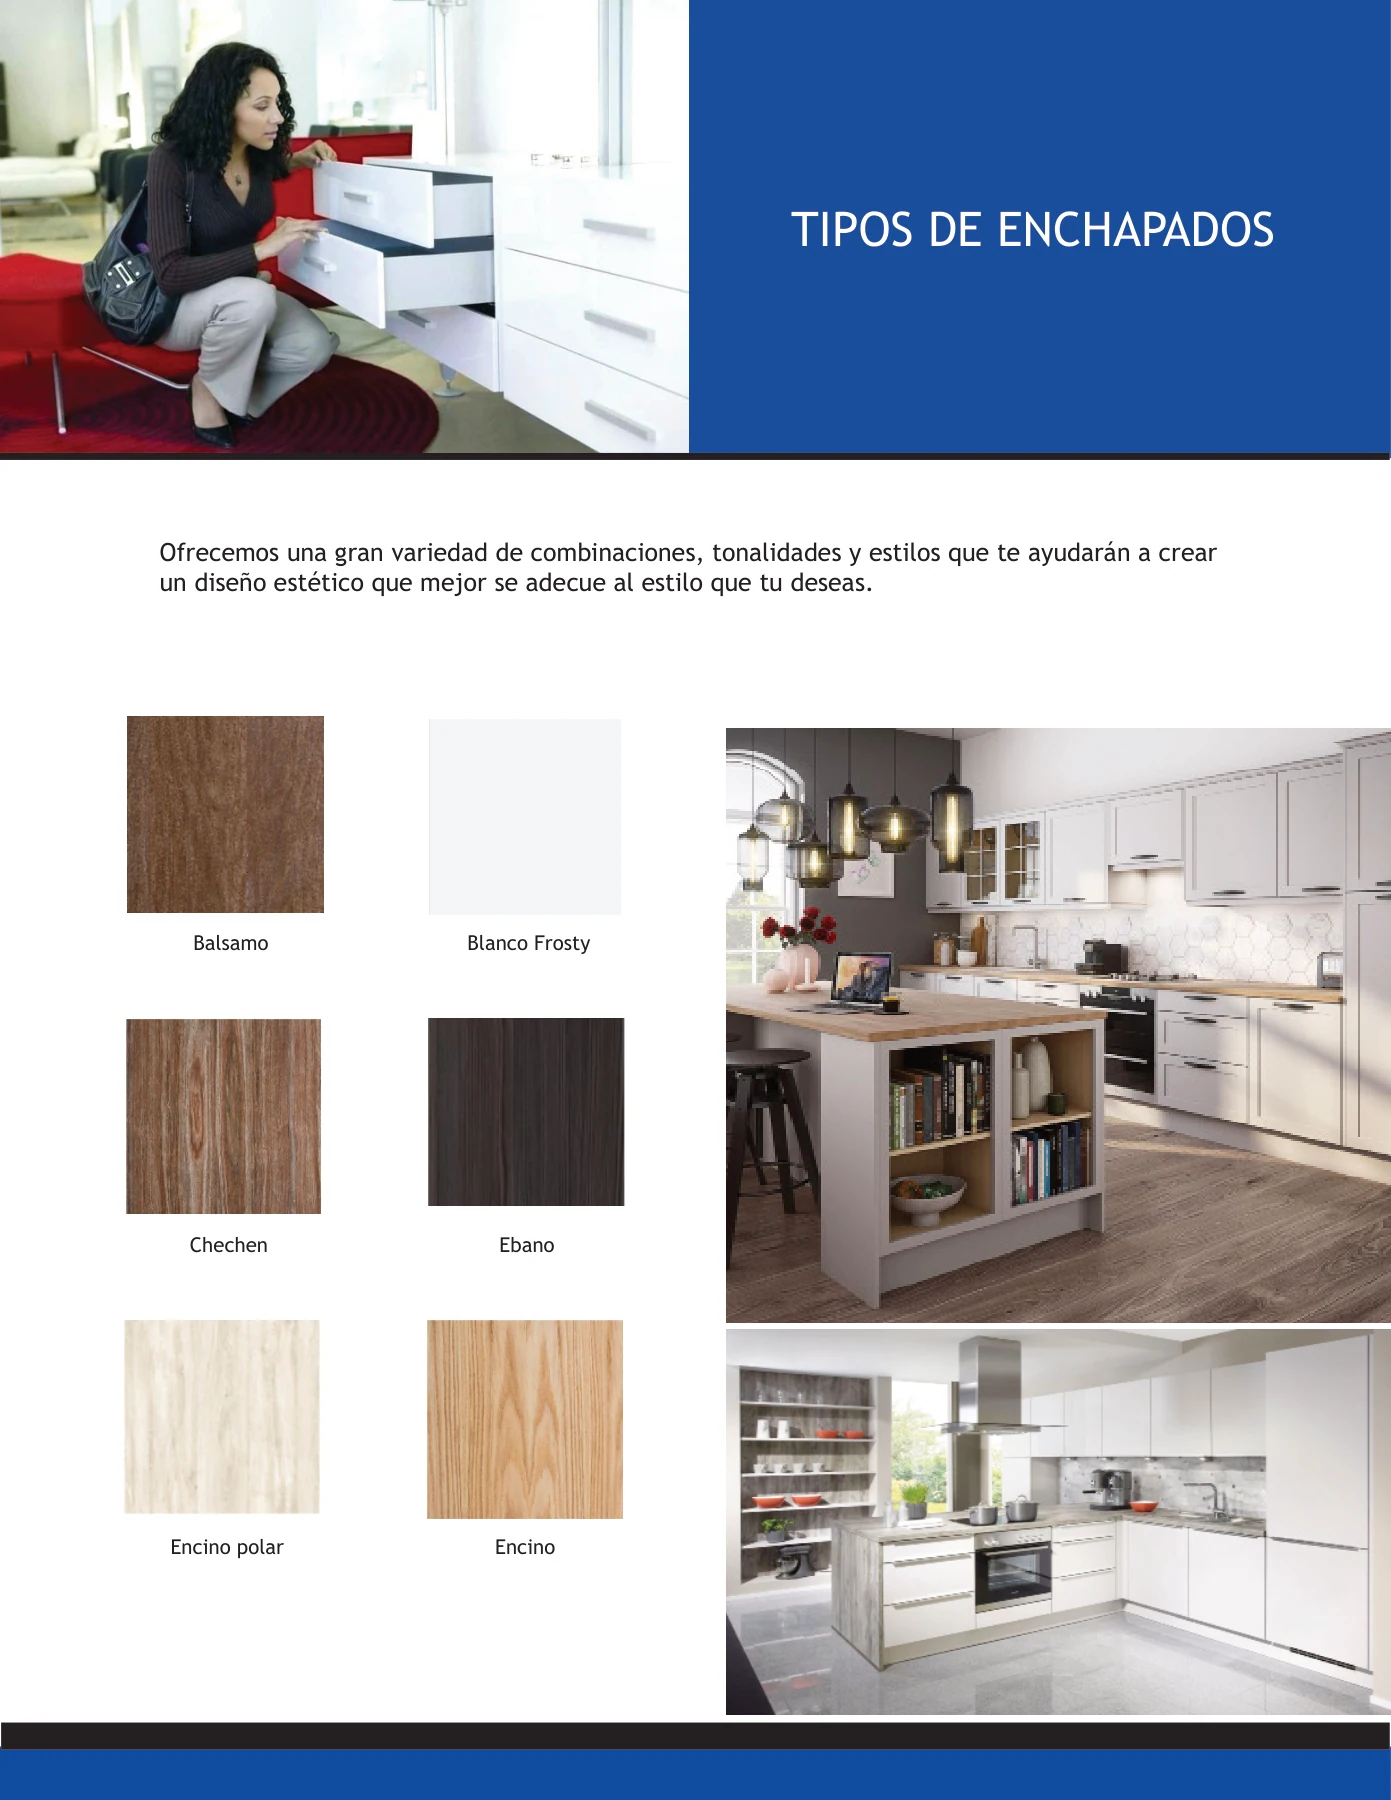 TIPOS DE ENCHAPADOS
Ofrecemos una gran variedad de combinaciones, tonalidades y estilos que te ayudarán a crear
un diseño estético que mejor se adecue al estilo que tu deseas.
Balsamo
Blanco Frosty
Chechen
Ebano
Encino polar
Encino